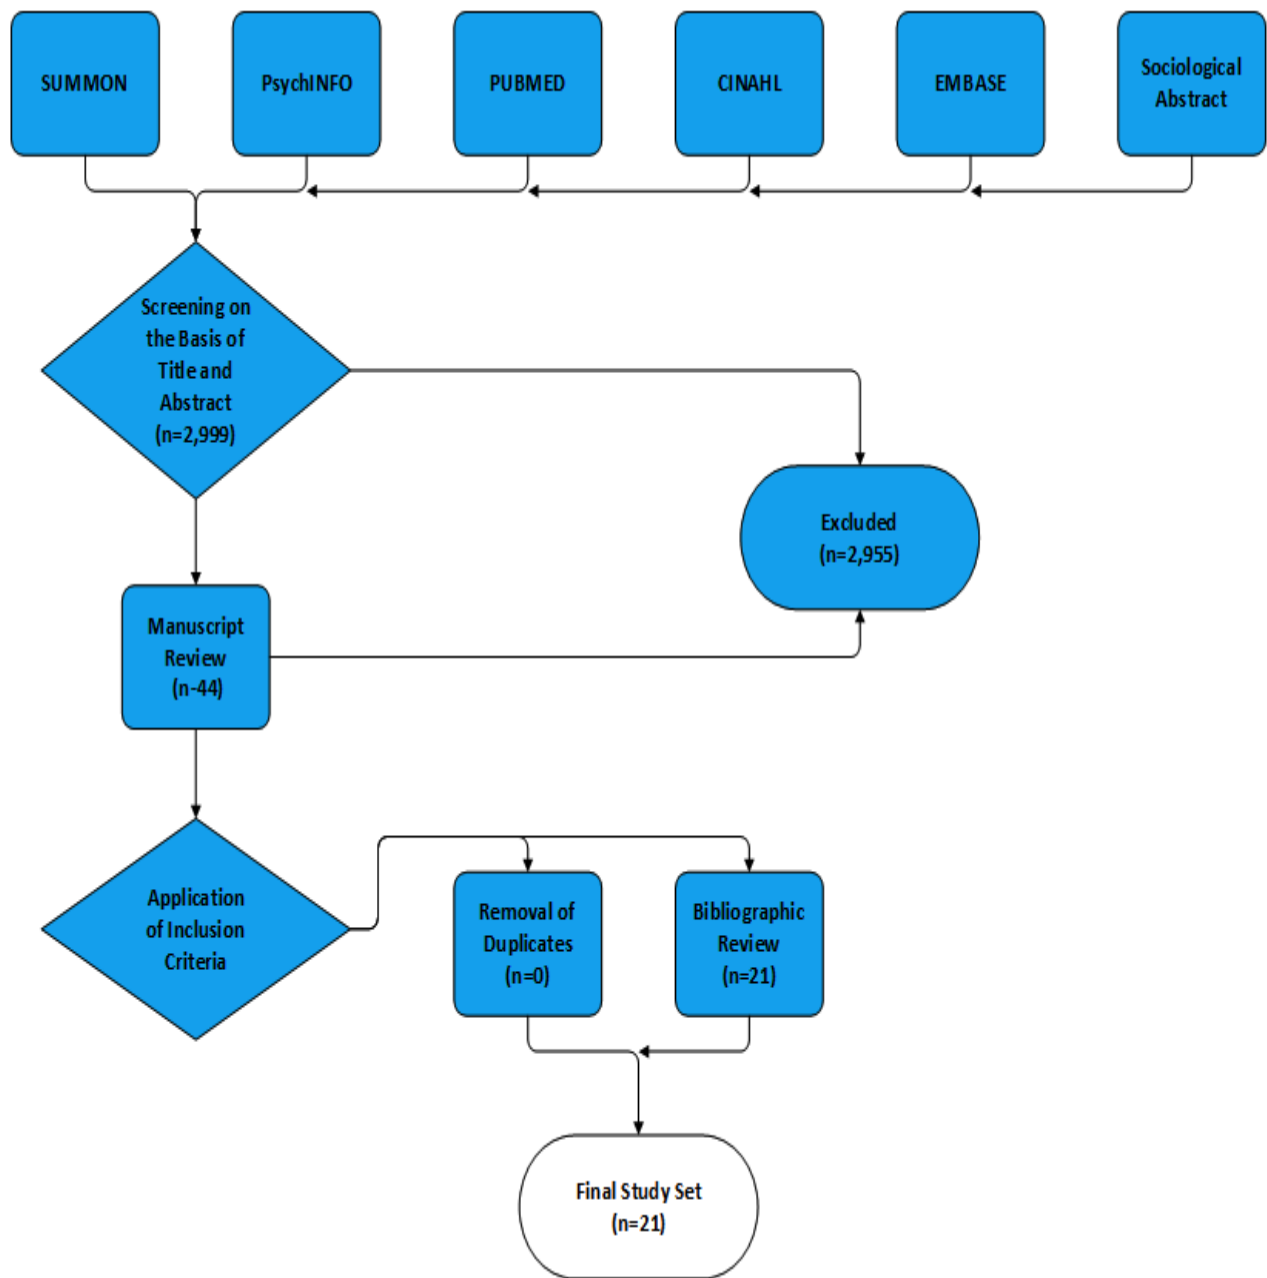 SUMMON
PsychINFO
PUBMED
CINAHL
EMBASE
Sociological
Abstract
Screening on
the Basis of
Title and
Abstract
(n=2,999)
Excluded
(n=2,955)
Manuscript
Review
(n-44)
Application
of Inclusion
Criteria
Removal of
Duplicates
(n=0)
Bibliographic
Review
(n=21)
Final Study Set
(n=21)